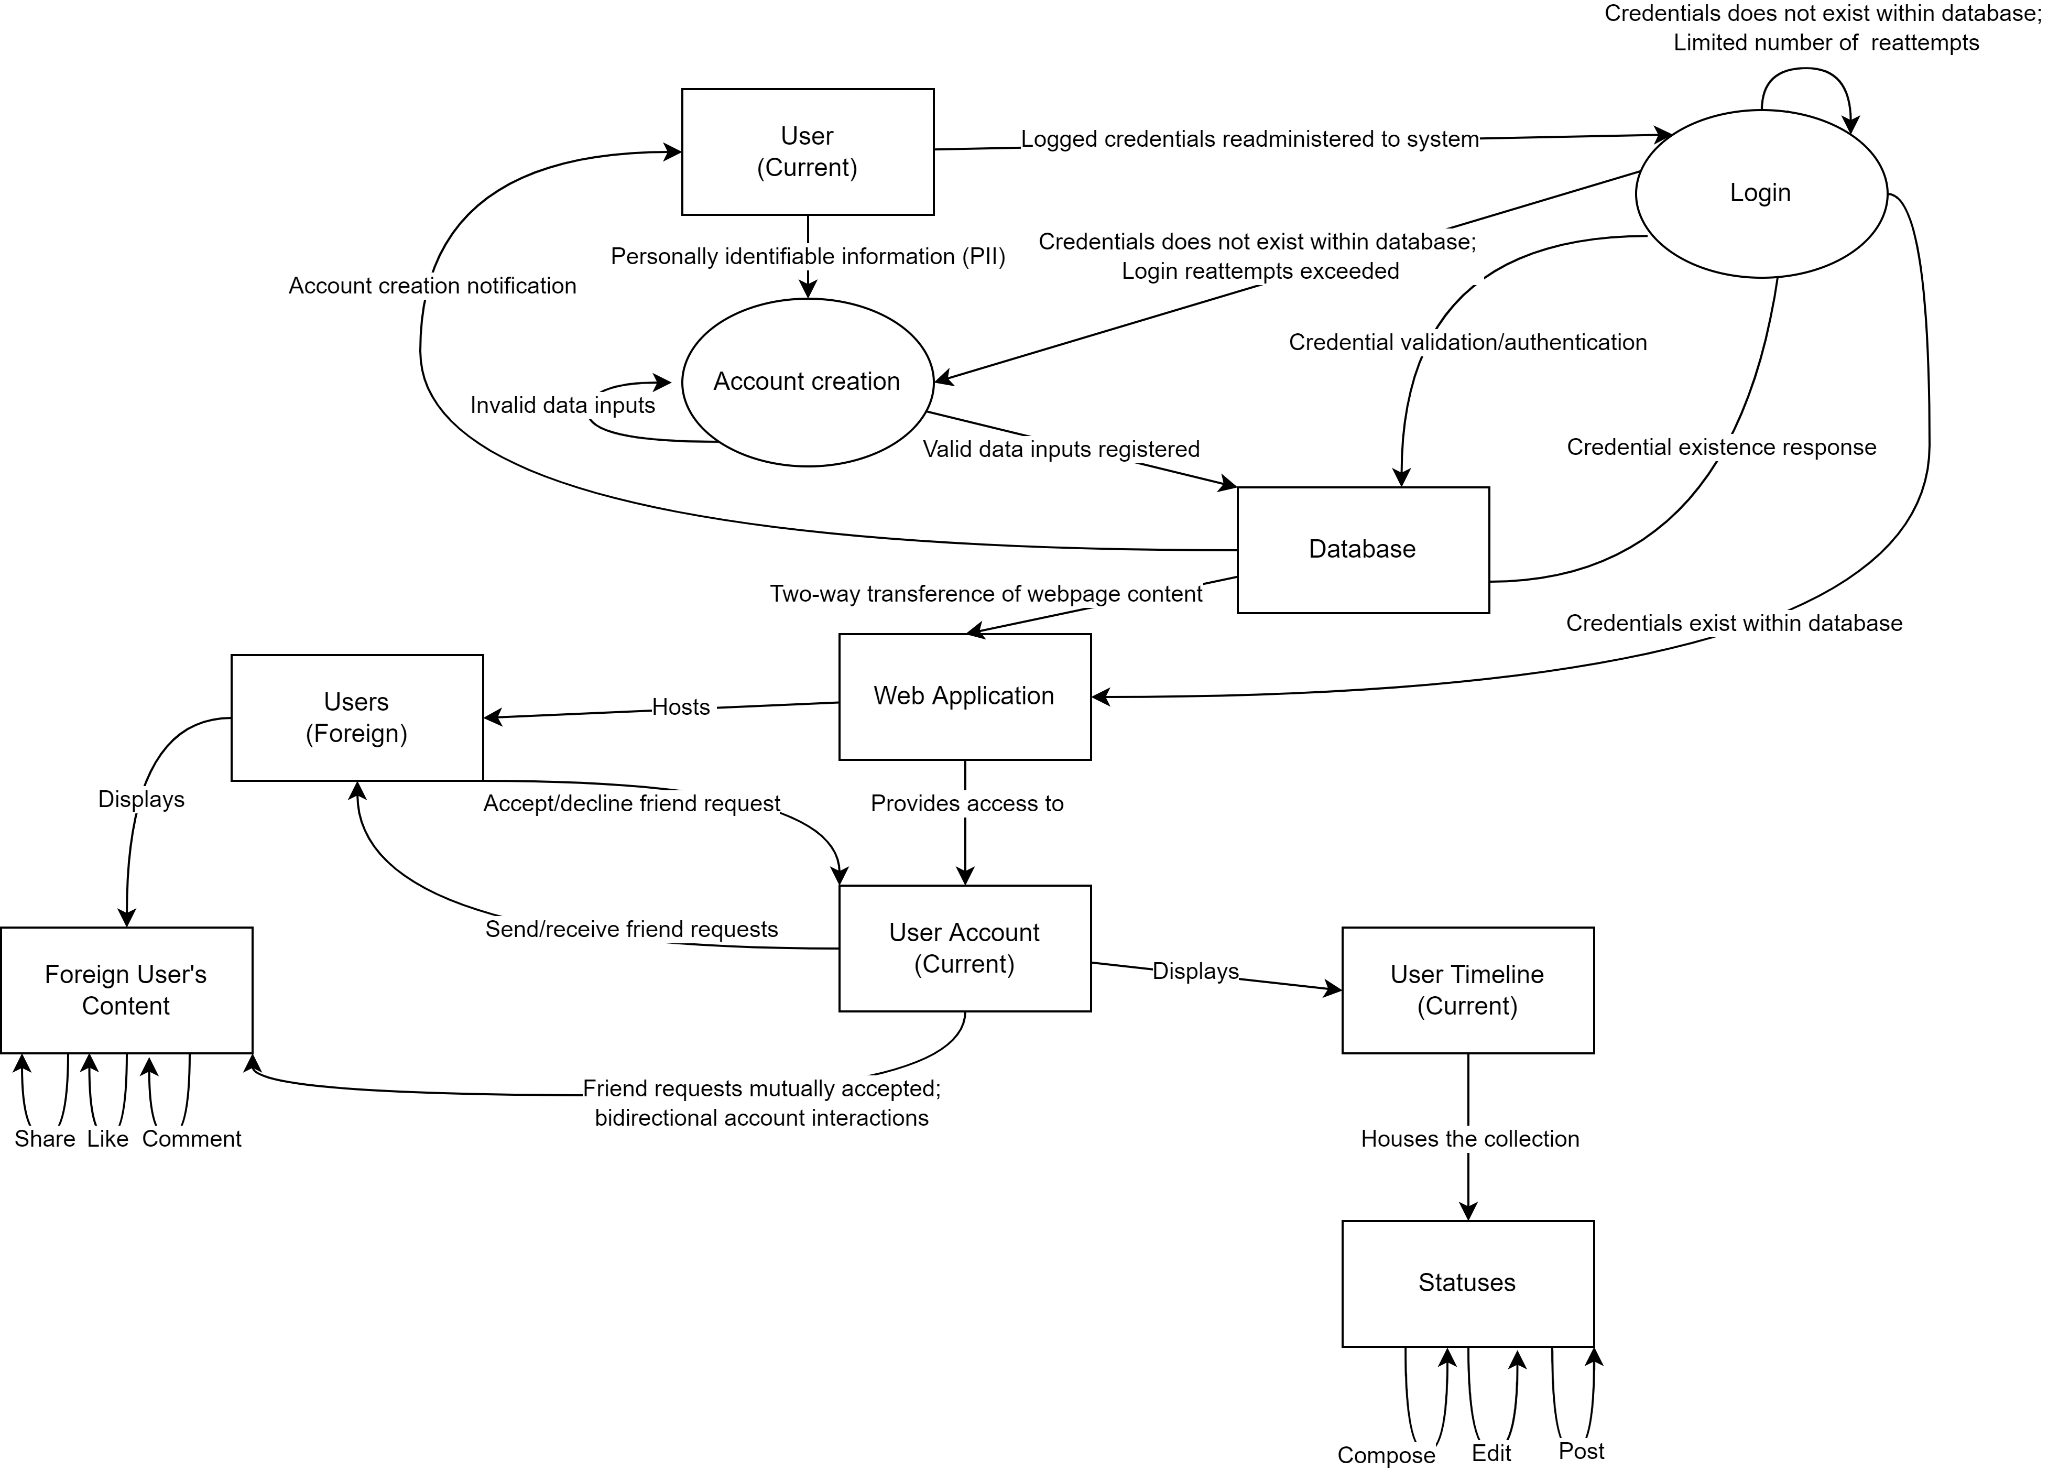 Credentials does not exist within database;
Limited number of  reattempts
User
(Current)
Logged credentials readministered to system
Login
Personally identifiable information (PII)
Credentials does not exist within database;
Login reattempts exceeded
Account creation notification
Credential validation/authentication
Account creation
Invalid data inputs
Valid data inputs registered
Credential existence response
Database
Two-way transference of webpage content
Credentials exist within database
Users
(Foreign)
Hosts
Web Application
Displays
Accept/decline friend request
Provides access to
Send/receive friend requests
User Account
(Current)
Displays
User Timeline
(Current)
Foreign User's
Content
Friend requests mutually accepted;
bidirectional account interactions
Share
Like
Comment
Houses the collection
Statuses
Compose
Edit
Post